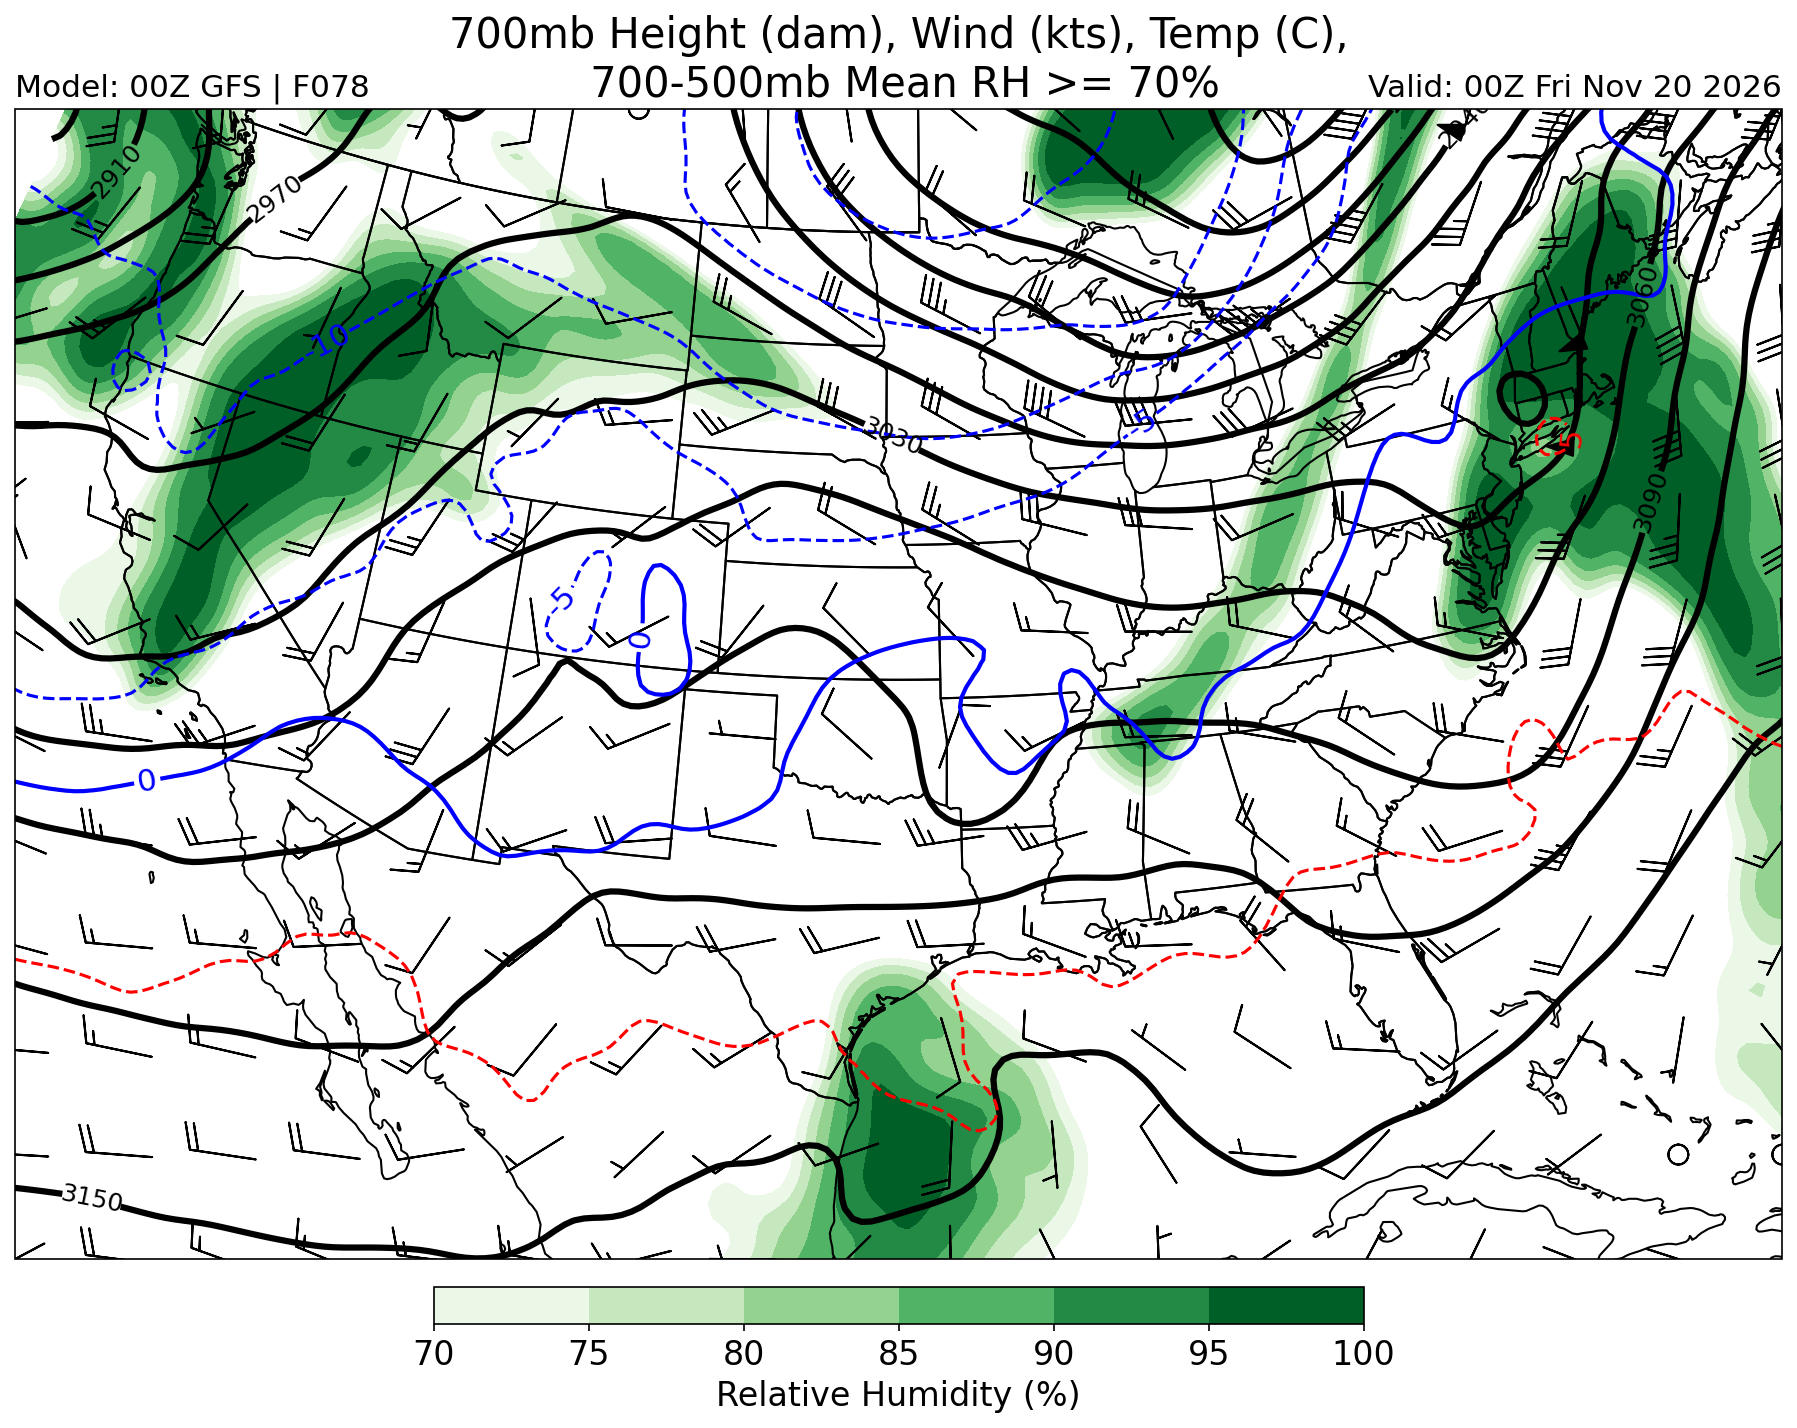 700mb Height (dam), Wind (kts), Temp (C),
700-500mb Mean RH >= 70%
Model: 00Z GFS | F078
Valid: 00Z Fri Nov 20 2026
2910
2970
2940
3060
-10
-5
3030
5
3090
-5
0
0
3150
70 75 80 85 90 95 100
Relative Humidity (%)